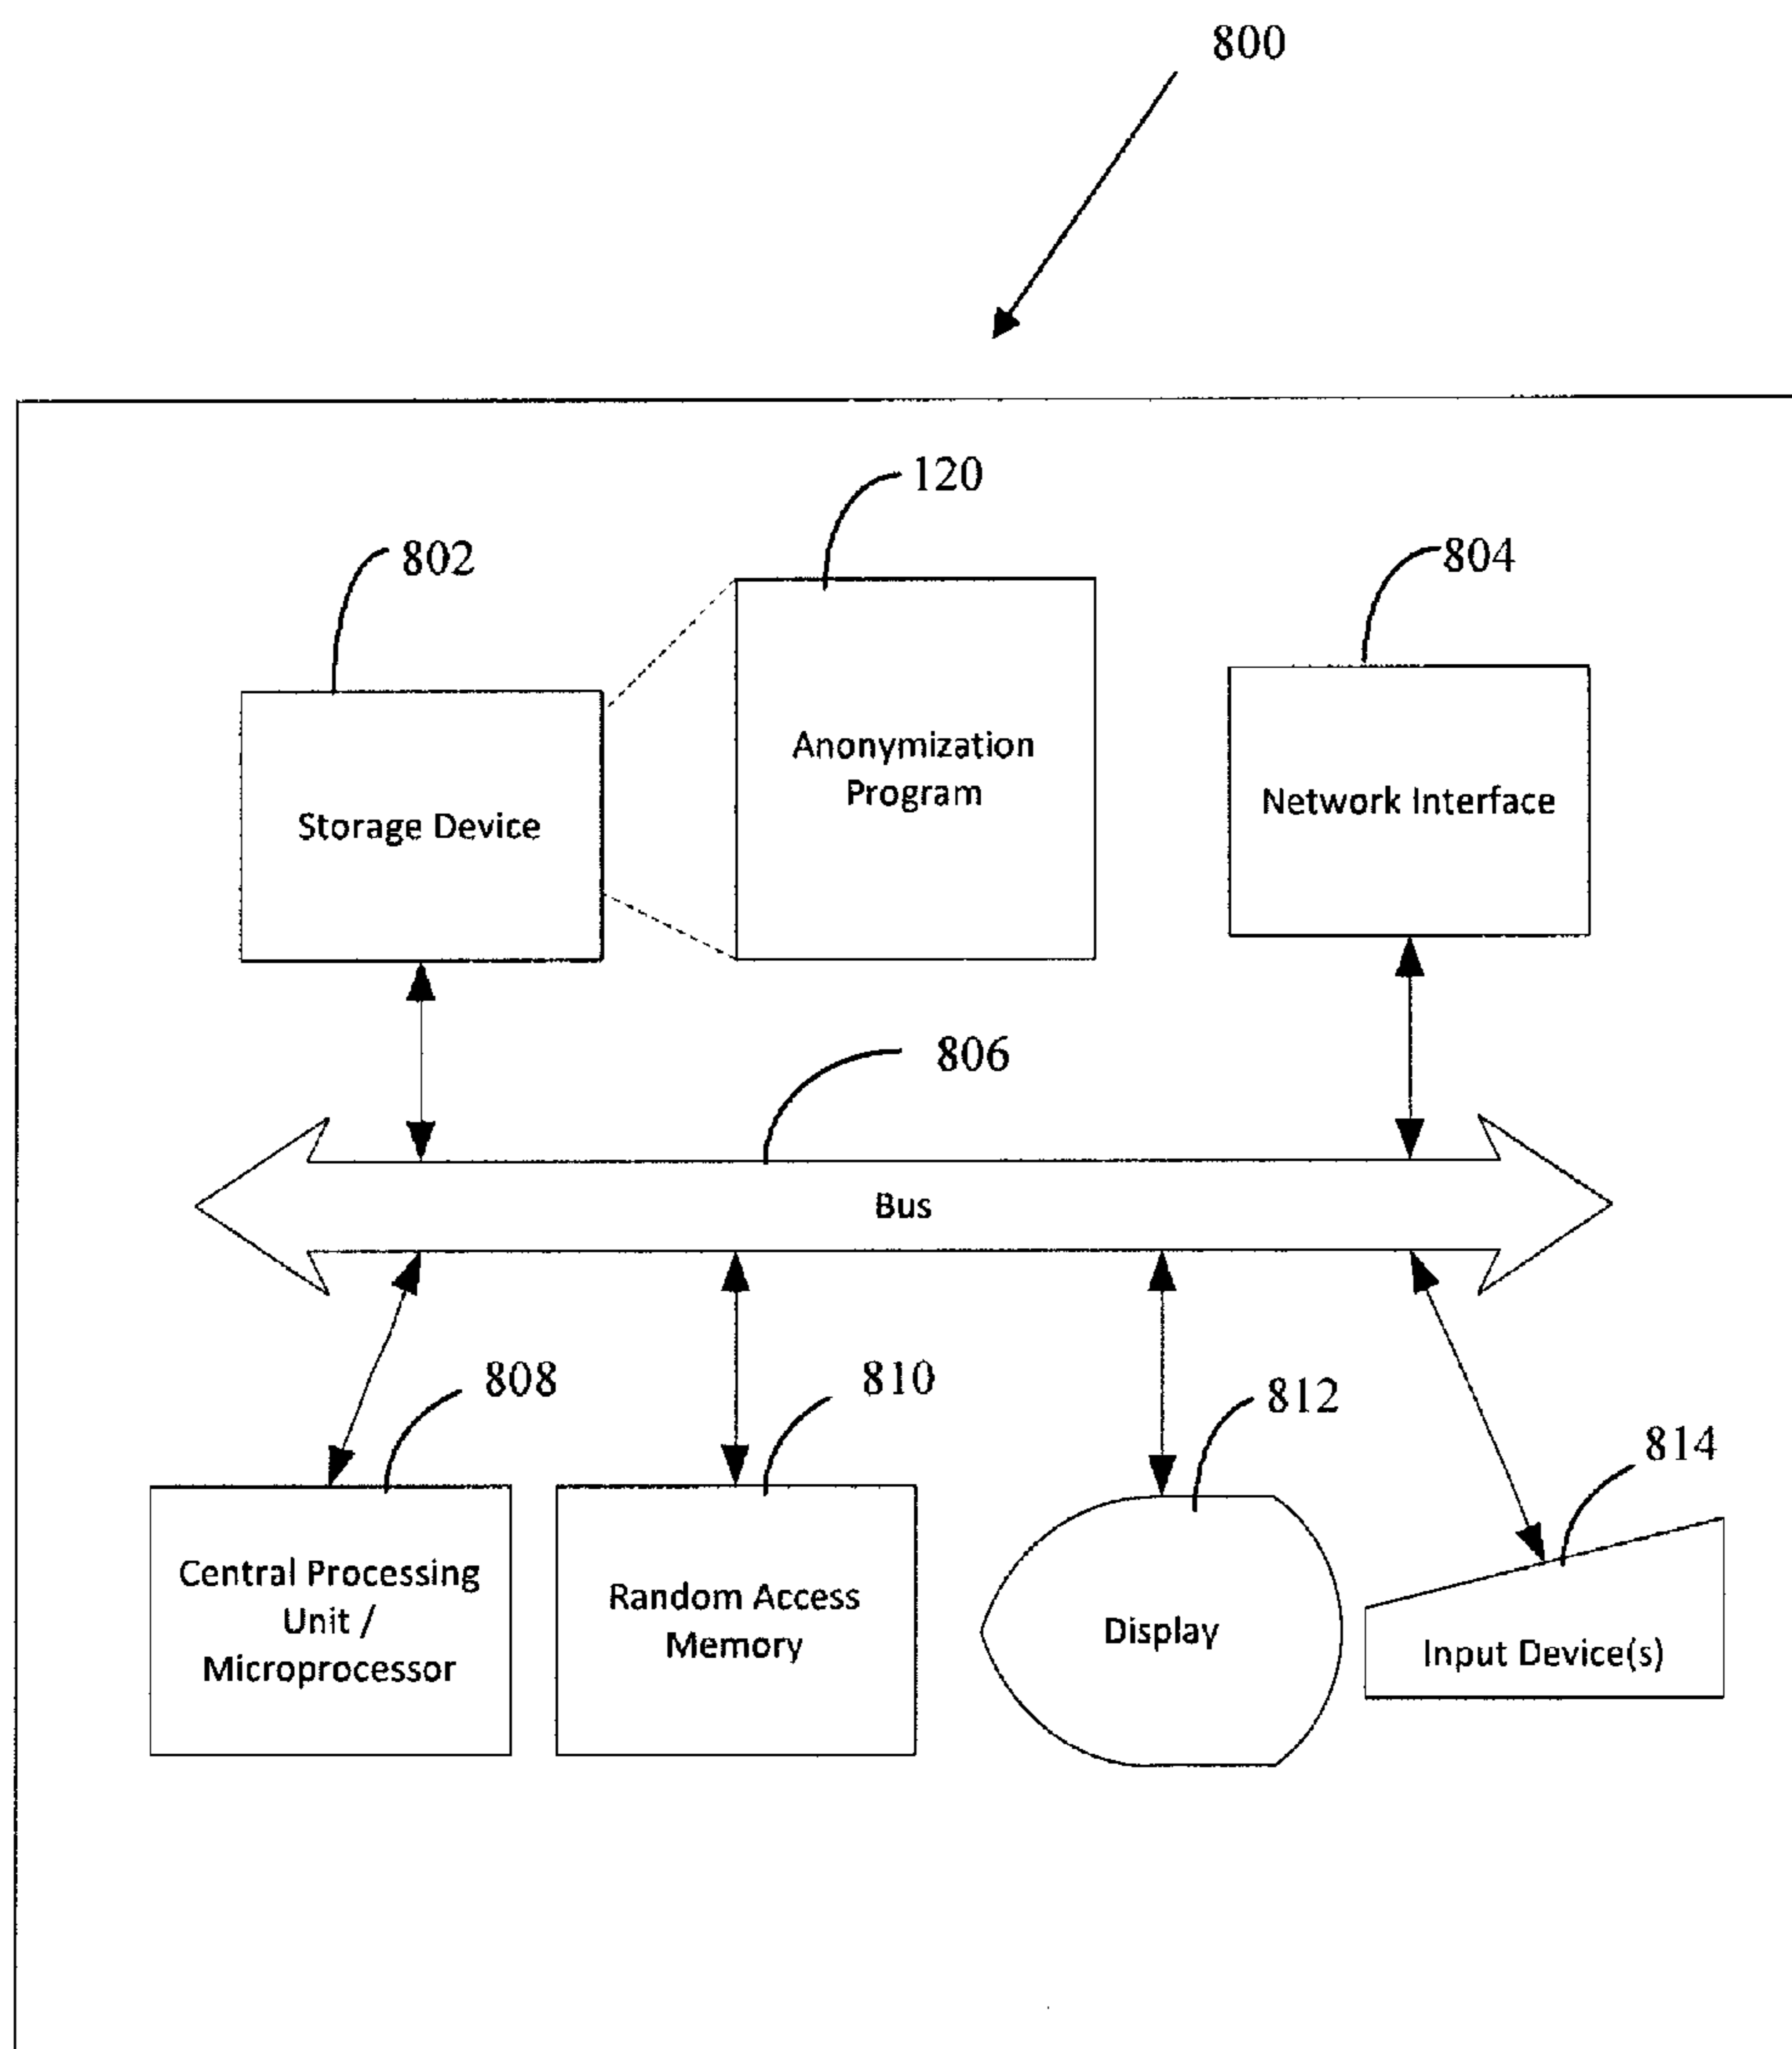 800
120
802
804
Anonymization
Program
Storage Device
Network Interface
806
Bus
808
810
812
814
Central Processing
Unit /
Microprocessor
Random Access
Memory
Display
Input Device(s)